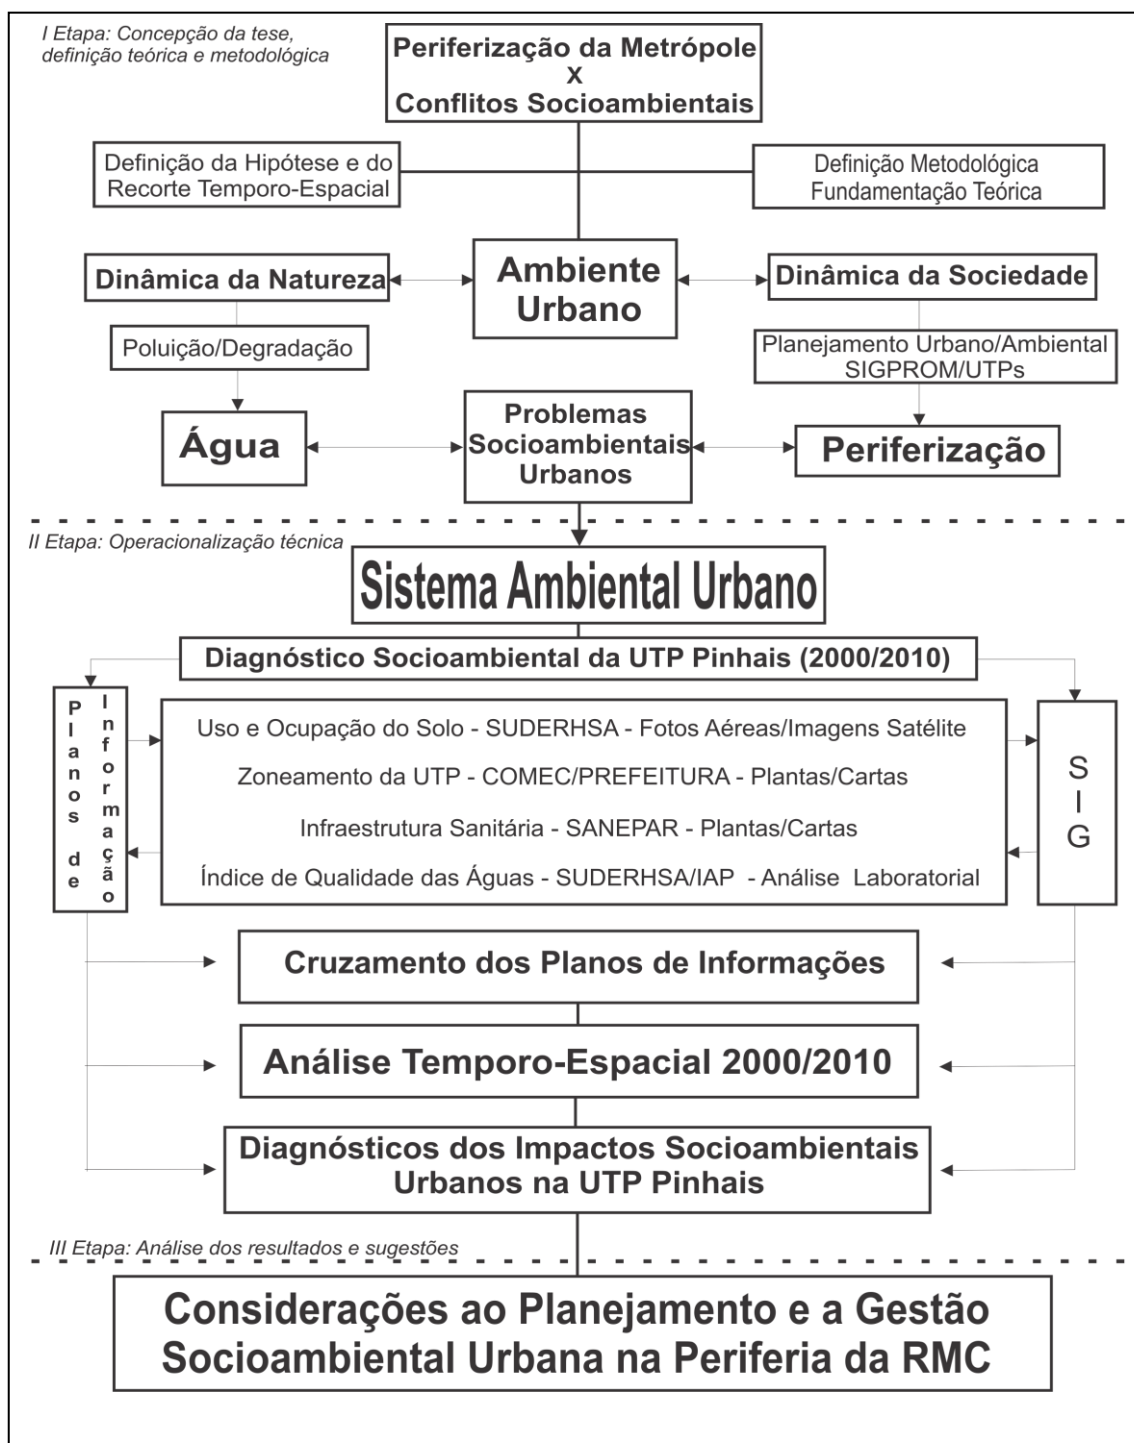 I Etapa: Concepção da tese,
definição teórica e metodológica
Periferização da Metrópole
X
Conflitos Socioambientais
Definição da Hipótese e do
Recorte Temporo-Espacial
Definição Metodológica
Fundamentação Teórica
Dinâmica da Natureza
Ambiente
Urbano
Dinâmica da Sociedade
Poluição/Degradação
Planejamento Urbano/Ambiental
SIGPROM/UTPs
Água
Problemas
Socioambientais
Urbanos
Periferização
II Etapa: Operacionalização técnica
Sistema Ambiental Urbano
Diagnóstico Socioambiental da UTP Pinhais (2000/2010)
Planos de
Informação
Uso e Ocupação do Solo - SUDERHSA - Fotos Aéreas/Imagens Satélite
Zoneamento da UTP - COMEC/PREFEITURA - Plantas/Cartas
Infraestrutura Sanitária - SANEPAR - Plantas/Cartas
Índice de Qualidade das Águas - SUDERHSA/IAP - Análise Laboratorial
SIG
Cruzamento dos Planos de Informações
Análise Temporo-Espacial 2000/2010
Diagnósticos dos Impactos Socioambientais
Urbanos na UTP Pinhais
III Etapa: Análise dos resultados e sugestões
Considerações ao Planejamento e a Gestão
Socioambiental Urbana na Periferia da RMC